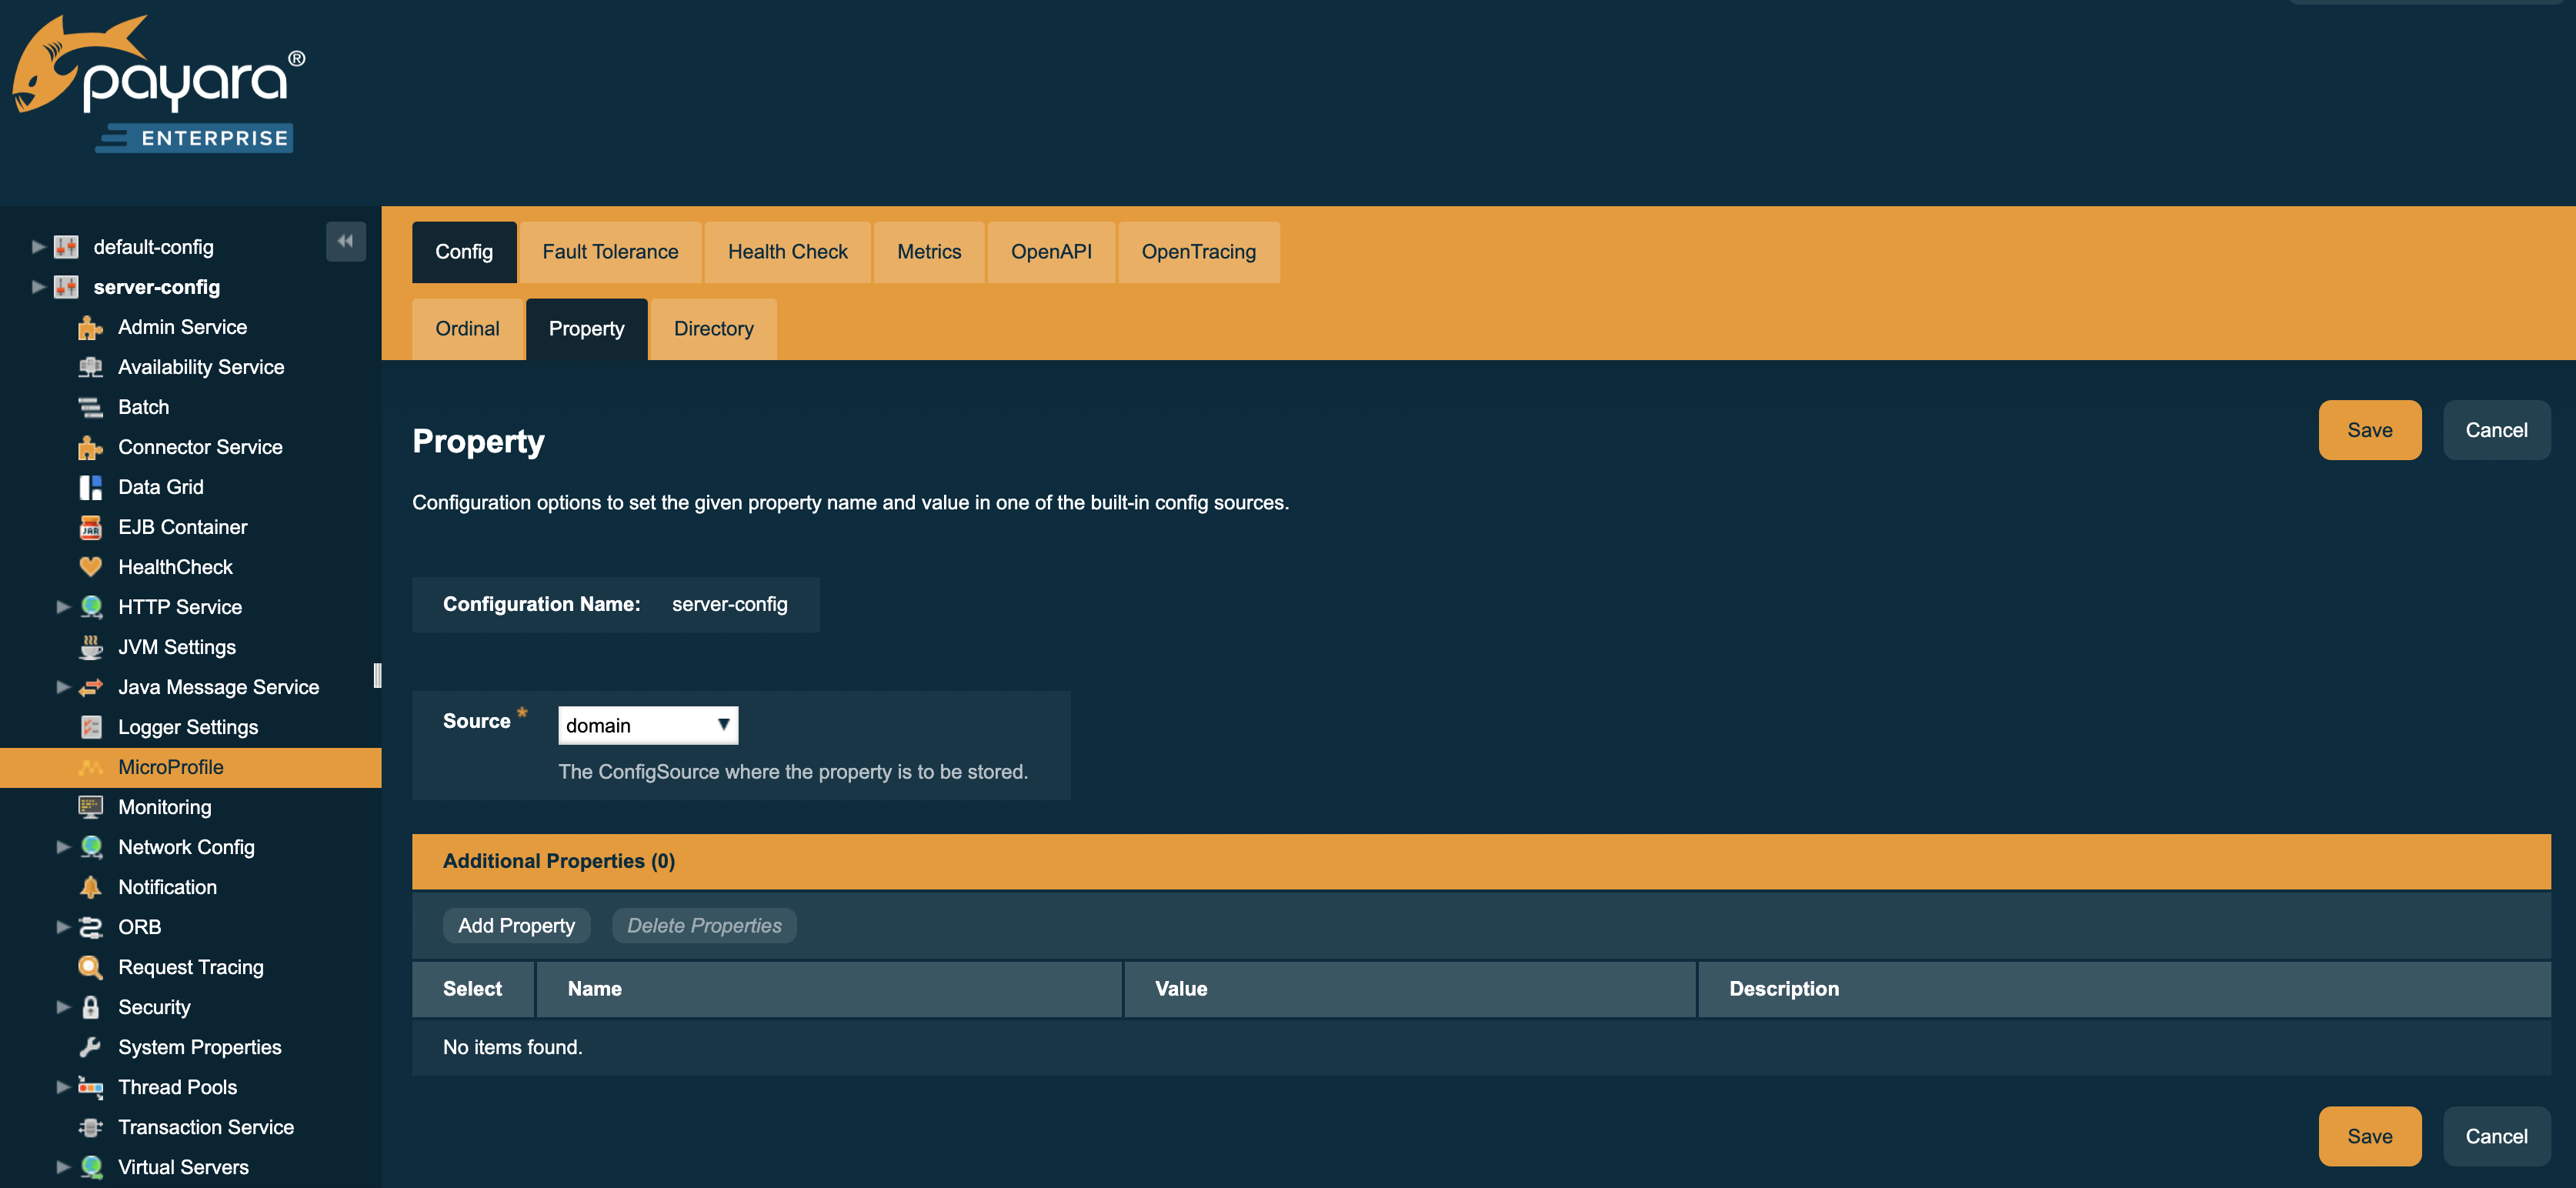 payara®
ENTERPRISE
default-config
server-config
Admin Service
Availability Service
Batch
Connector Service
Data Grid
EJB Container
HealthCheck
HTTP Service
JVM Settings
Java Message Service
Logger Settings
MicroProfile
Monitoring
Network Config
Notification
ORB
Request Tracing
Security
System Properties
Thread Pools
Transaction Service
Virtual Servers
Config Fault Tolerance Health Check Metrics OpenAPI OpenTracing
Ordinal Property Directory
Property
Save Cancel
Configuration options to set the given property name and value in one of the built-in config sources.
Configuration Name: server-config
Source * domain
The ConfigSource where the property is to be stored.
Additional Properties (0)
Add Property Delete Properties
Select Name Value Description
No items found.
Save Cancel